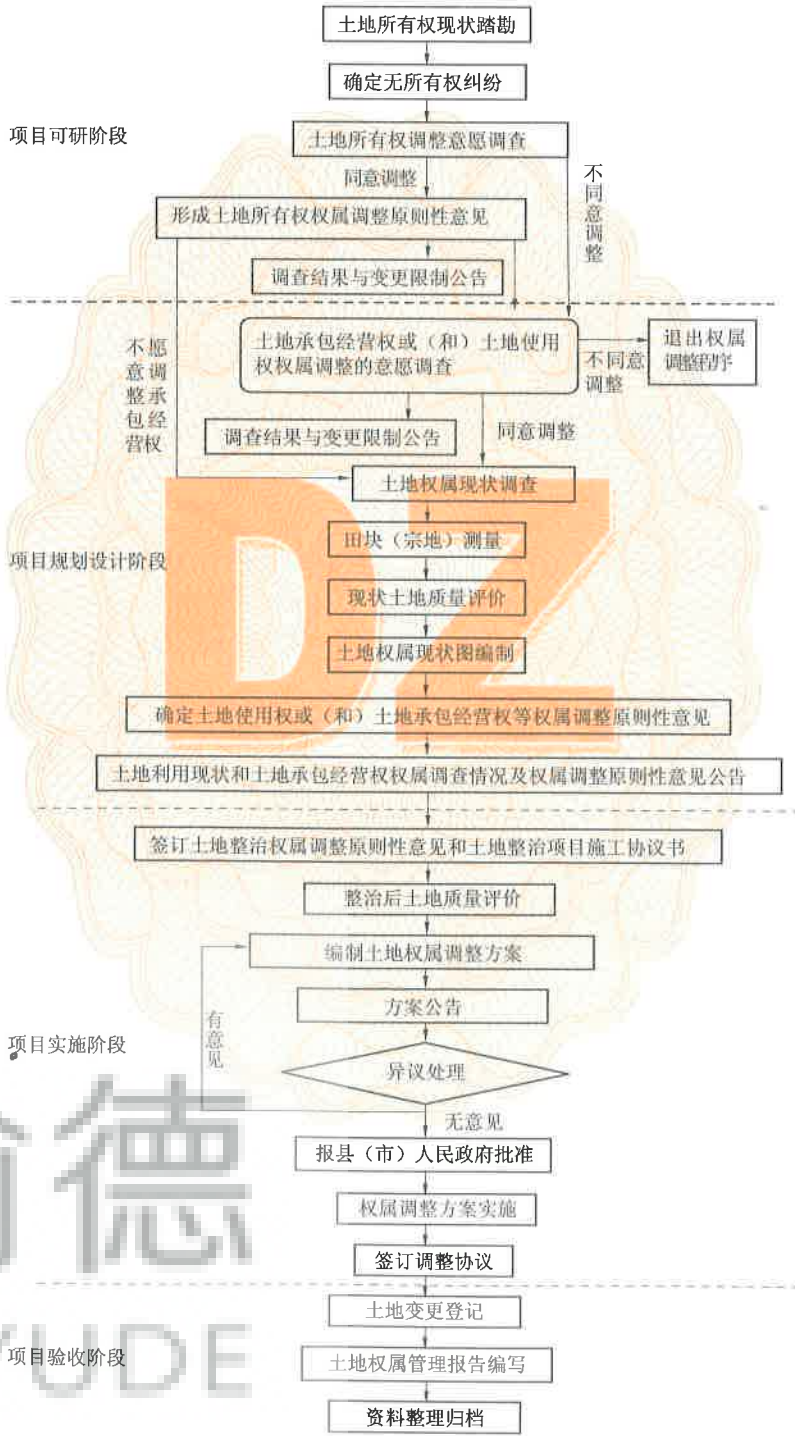 土地所有权现状踏勘
确定无所有权纠纷
项目可研阶段
土地所有权调整意愿调查
同意调整
不同意调整
形成土地所有权权属调整原则性意见
调查结果与变更限制公告
土地承包经营权或（和）土地使用
权权属调整的意愿调查
退出权属
调整程序
不同意
调整
不愿
意调
整承
包经
营权
调查结果与变更限制公告
同意调整
土地权属现状调查
田块（宗地）测量
项目规划设计阶段
现状土地质量评价
土地权属现状图编制
确定土地使用权或（和）土地承包经营权等权属调整原则性意见
土地利用现状和土地承包经营权权属调查情况及权属调整原则性意见公告
签订土地整治权属调整原则性意见和土地整治项目施工协议书
整治后土地质量评价
编制土地权属调整方案
方案公告
有意见
项目实施阶段
异议处理
无意见
报县（市）人民政府批准
权属调整方案实施
签订调整协议
土地变更登记
项目验收阶段
土地权属管理报告编写
资料整理归档
DZ
德
YUDE